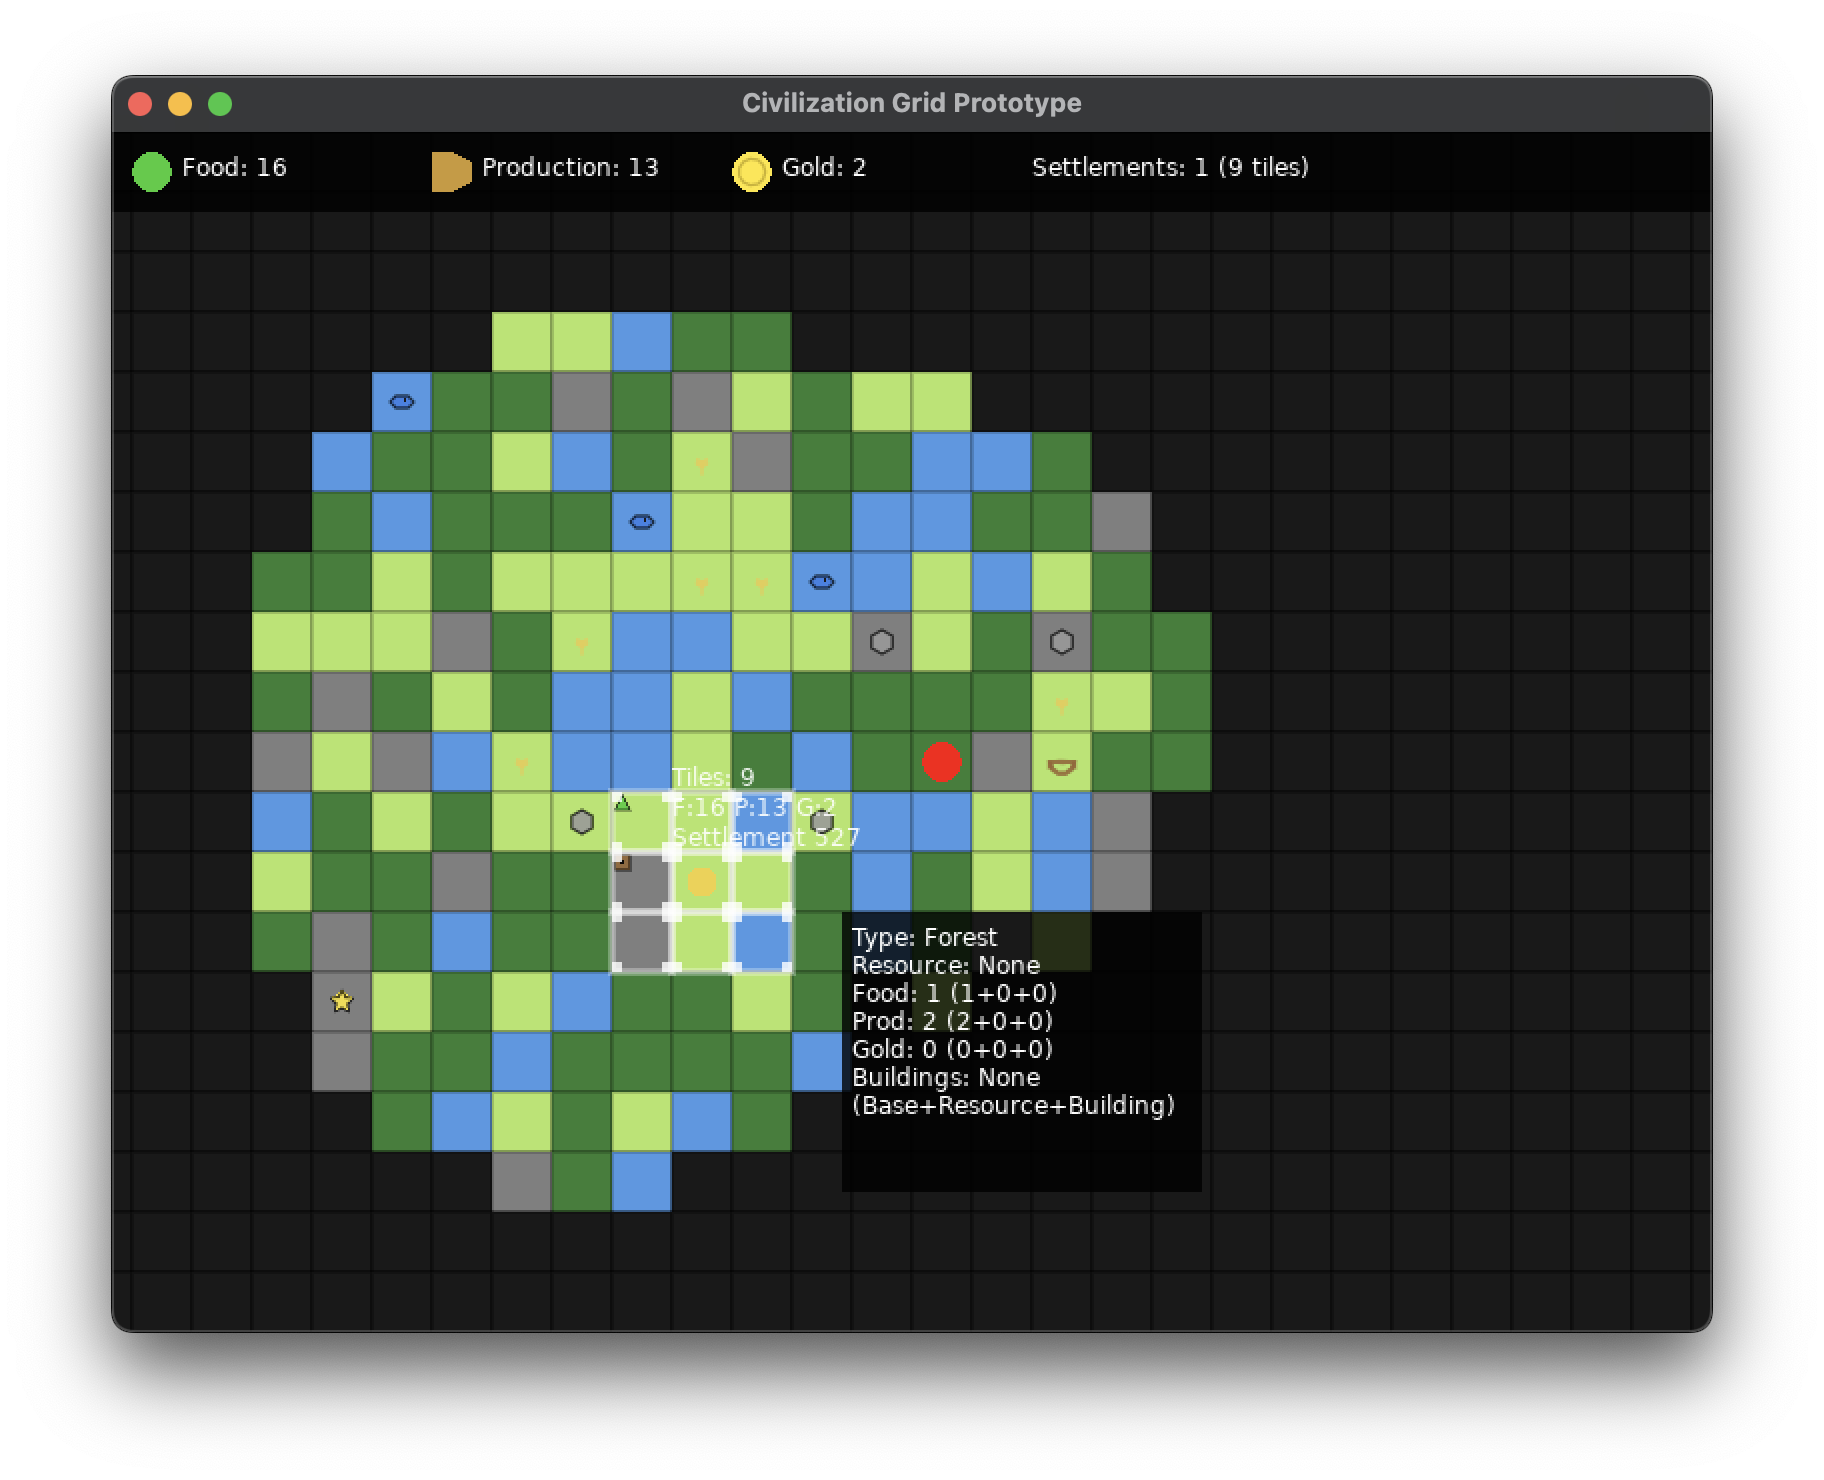 Civilization Grid Prototype
Food: 16
Production: 13
Gold: 2
Settlements: 1 (9 tiles)
Tiles: 9
F:16 P:13 G:2
Settlement 527
Type: Forest
Resource: None
Food: 1 (1+0+0)
Prod: 2 (2+0+0)
Gold: 0 (0+0+0)
Buildings: None
(Base+Resource+Building)